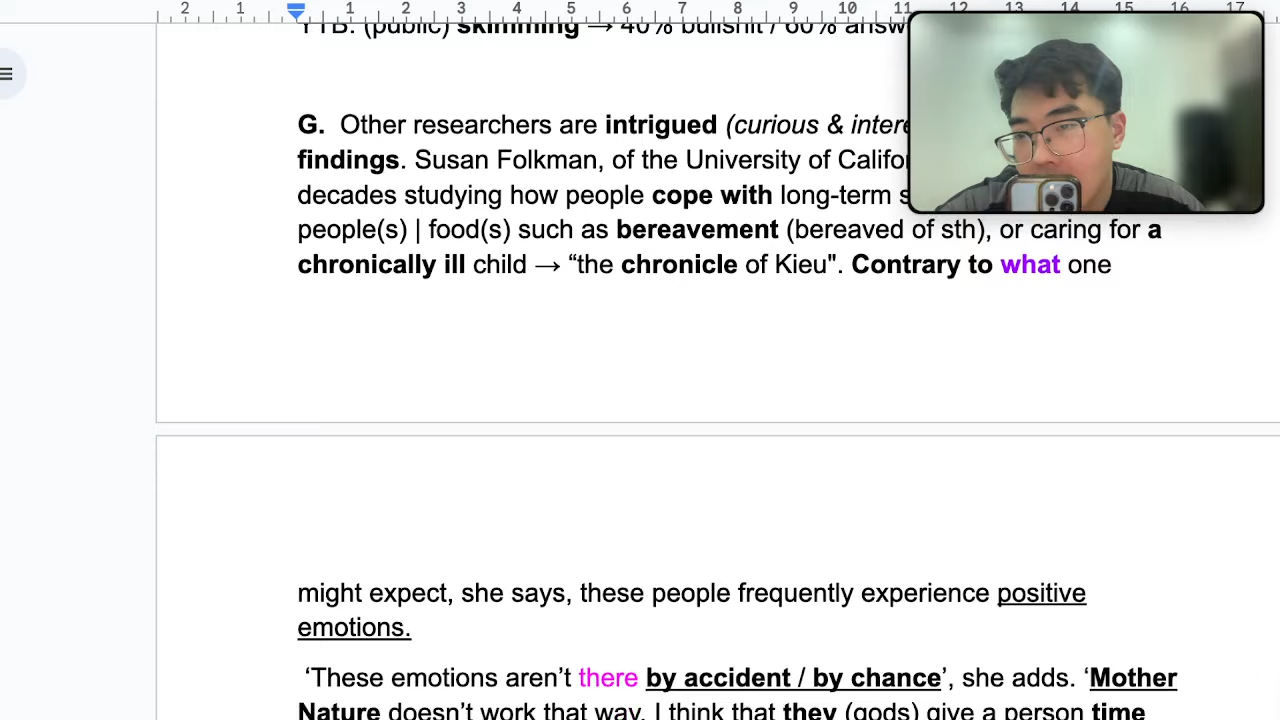 2 1 1 2 3 4 5 6 7 8 9 10 11 12 13 14 15 16 17
YTB: (public) skimming → 40% bullshit / 60% answ
G. Other researchers are intrigued (curious &
findings. Susan Folkman, of the University of
decades studying how people cope with long-term
people(s) | food(s) such as bereavement (bereaved of sth), or caring for a
chronically ill child → “the chronicle of Kieu". Contrary to what one
might expect, she says, these people frequently experience positive
emotions.
‘These emotions aren’t there by accident / by chance’, she adds. ‘Mother
Nature doesn’t work that way. I think that they (gods) give a person time